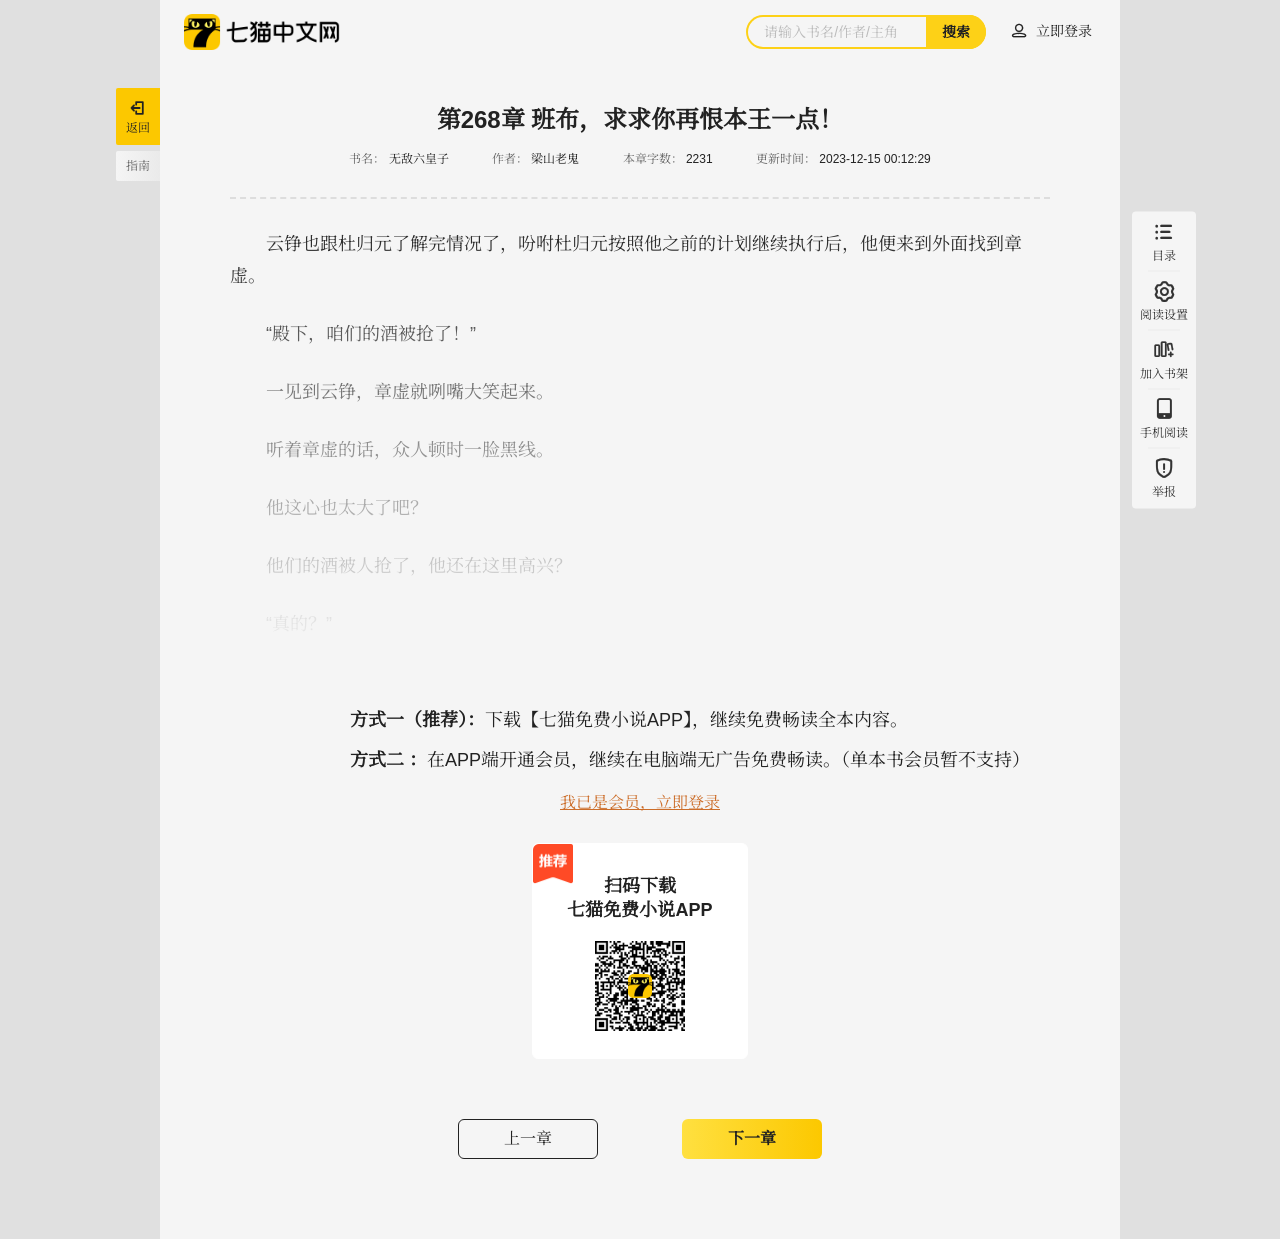 七猫中文网
请输入书名/作者/主角
搜索
立即登录
返回
指南
第268章 班布，求求你再恨本王一点！
书名： 无敌六皇子 作者： 梁山老鬼 本章字数： 2231 更新时间： 2023-12-15 00:12:29
云铮也跟杜归元了解完情况了，吩咐杜归元按照他之前的计划继续执行后，他便来到外面找到章
虚。
“殿下，咱们的酒被抢了！”
一见到云铮，章虚就咧嘴大笑起来。
听着章虚的话，众人顿时一脸黑线。
他这心也太大了吧？
他们的酒被人抢了，他还在这里高兴？
“真的？”
目录
阅读设置
加入书架
手机阅读
举报
方式一（推荐）：下载【七猫免费小说APP】，继续免费畅读全本内容。
方式二 ：在APP端开通会员，继续在电脑端无广告免费畅读。（单本书会员暂不支持）
我已是会员，立即登录
推荐
扫码下载
七猫免费小说APP
上一章
下一章